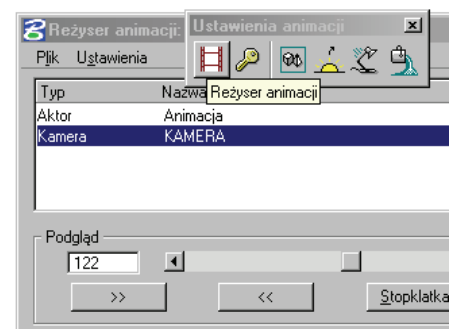 Reżyser animacji:
Ustawienia animacji
Plik Ustawienia
Reżyser animacji
Typ Nazwa
Aktor Animacja
Kamera KAMERA
Podgląd
122
>> << Stopklatka